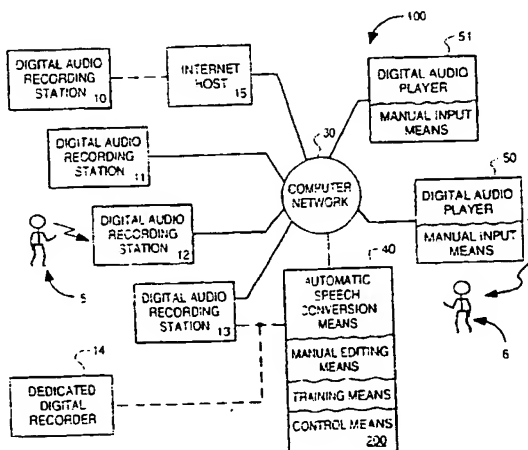 100
51
DIGITAL AUDIO
RECORDING
STATION 10
INTERNET
HOST
15
DIGITAL AUDIO
PLAYER
MANUAL INPUT
MEANS
30
DIGITAL AUDIO
RECORDING
STATION 11
COMPUTER
NETWORK
50
DIGITAL AUDIO
PLAYER
MANUAL INPUT
MEANS
DIGITAL AUDIO
RECORDING
STATION 12
5
40
AUTOMATIC
SPEECH
CONVERSION
MEANS
DIGITAL AUDIO
RECORDING
STATION 13
MANUAL EDITING
MEANS
6
14
DEDICATED
DIGITAL
RECORDER
TRAINING MEANS
CONTROL MEANS
200